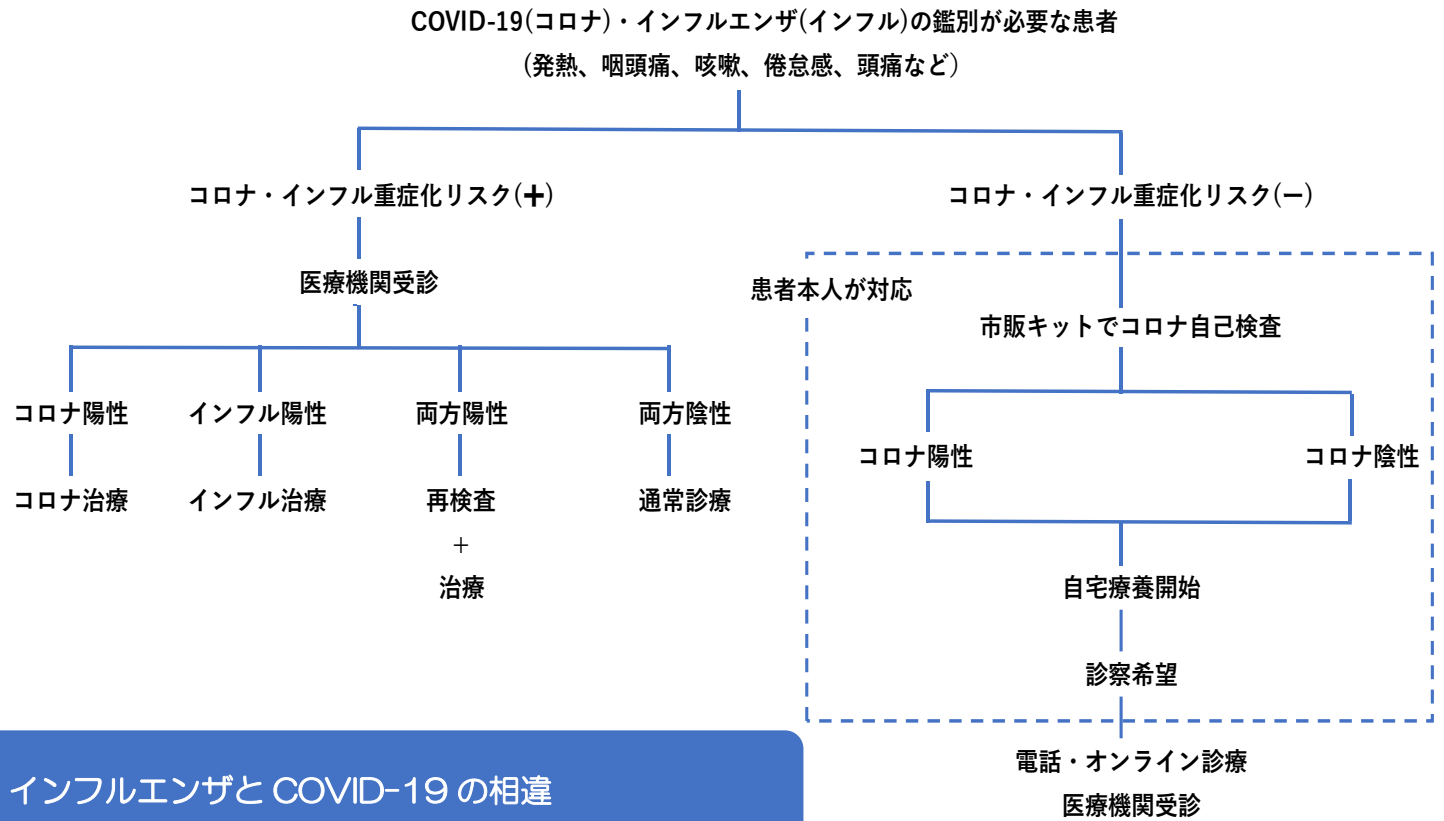 COVID-19(コロナ)・インフルエンザ(インフル)の鑑別が必要な患者
(発熱、咽頭痛、咳嗽、倦怠感、頭痛など)
コロナ・インフル重症化リスク(+)
コロナ・インフル重症化リスク(ー)
医療機関受診
患者本人が対応
市販キットでコロナ自己検査
コロナ陽性
インフル陽性
両方陽性
両方陰性
コロナ陽性
コロナ陰性
コロナ治療
インフル治療
再検査
+
治療
通常診療
自宅療養開始
診察希望
電話・オンライン診療
医療機関受診
インフルエンザと COVID-19 の相違